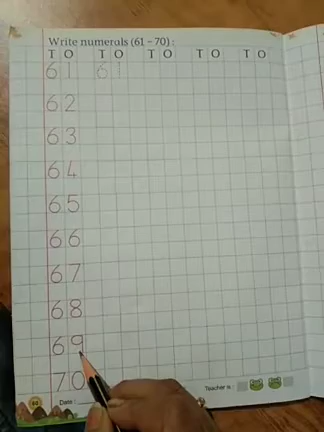 Write numerals (61 – 70) :
T O T O T O T O T O
61 61
62
63
64
65
66
67
68
69
70
Date :
Teacher is :